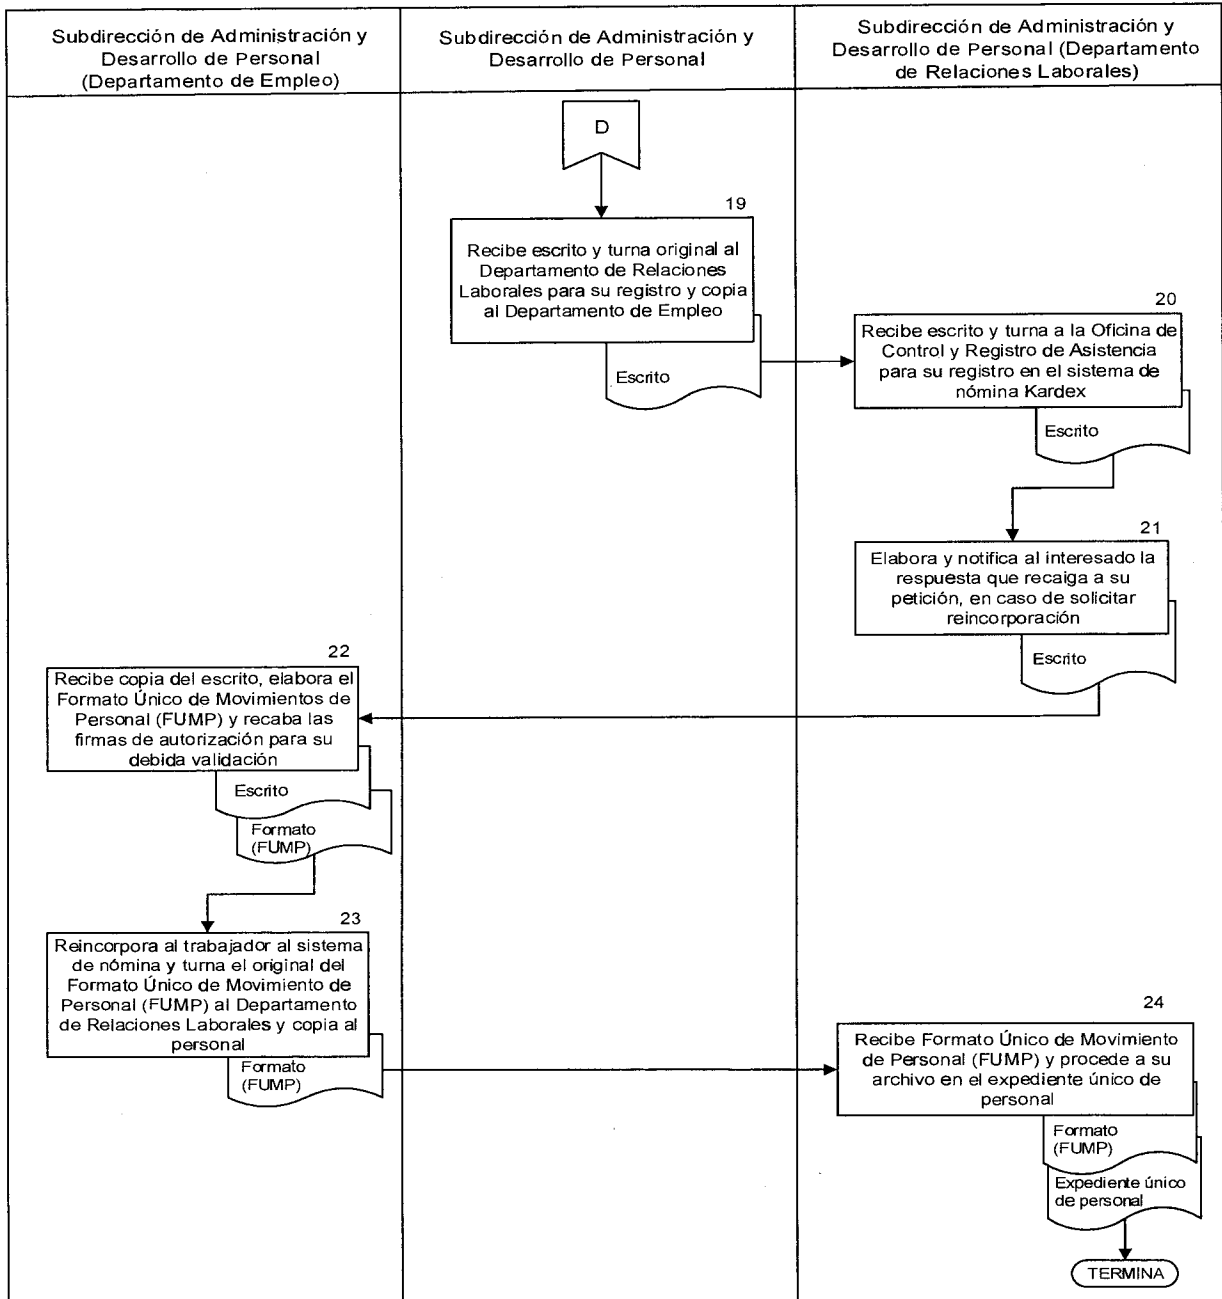 Subdirección de Administración y
Desarrollo de Personal
(Departamento de Empleo)
Subdirección de Administración y
Desarrollo de Personal
Subdirección de Administración y
Desarrollo de Personal (Departamento
de Relaciones Laborales)
D
19
Recibe escrito y turna original al
Departamento de Relaciones
Laborales para su registro y copia
al Departamento de Empleo
Escrito
20
Recibe escrito y turna a la Oficina de
Control y Registro de Asistencia
para su registro en el sistema de
nómina Kardex
Escrito
21
Elabora y notifica al interesado la
respuesta que recaiga a su
petición, en caso de solicitar
reincorporación
Escrito
22
Recibe copia del escrito, elabora el
Formato Único de Movimientos de
Personal (FUMP) y recaba las
firmas de autorización para su
debida validación
Escrito
Formato
(FUMP)
23
Reincorpora al trabajador al sistema
de nómina y turna el original del
Formato Único de Movimiento de
Personal (FUMP) al Departamento
de Relaciones Laborales y copia al
personal
Formato
(FUMP)
24
Recibe Formato Único de Movimiento
de Personal (FUMP) y procede a su
archivo en el expediente único de
personal
Formato
(FUMP)
Expediente único
de personal
TERMINA